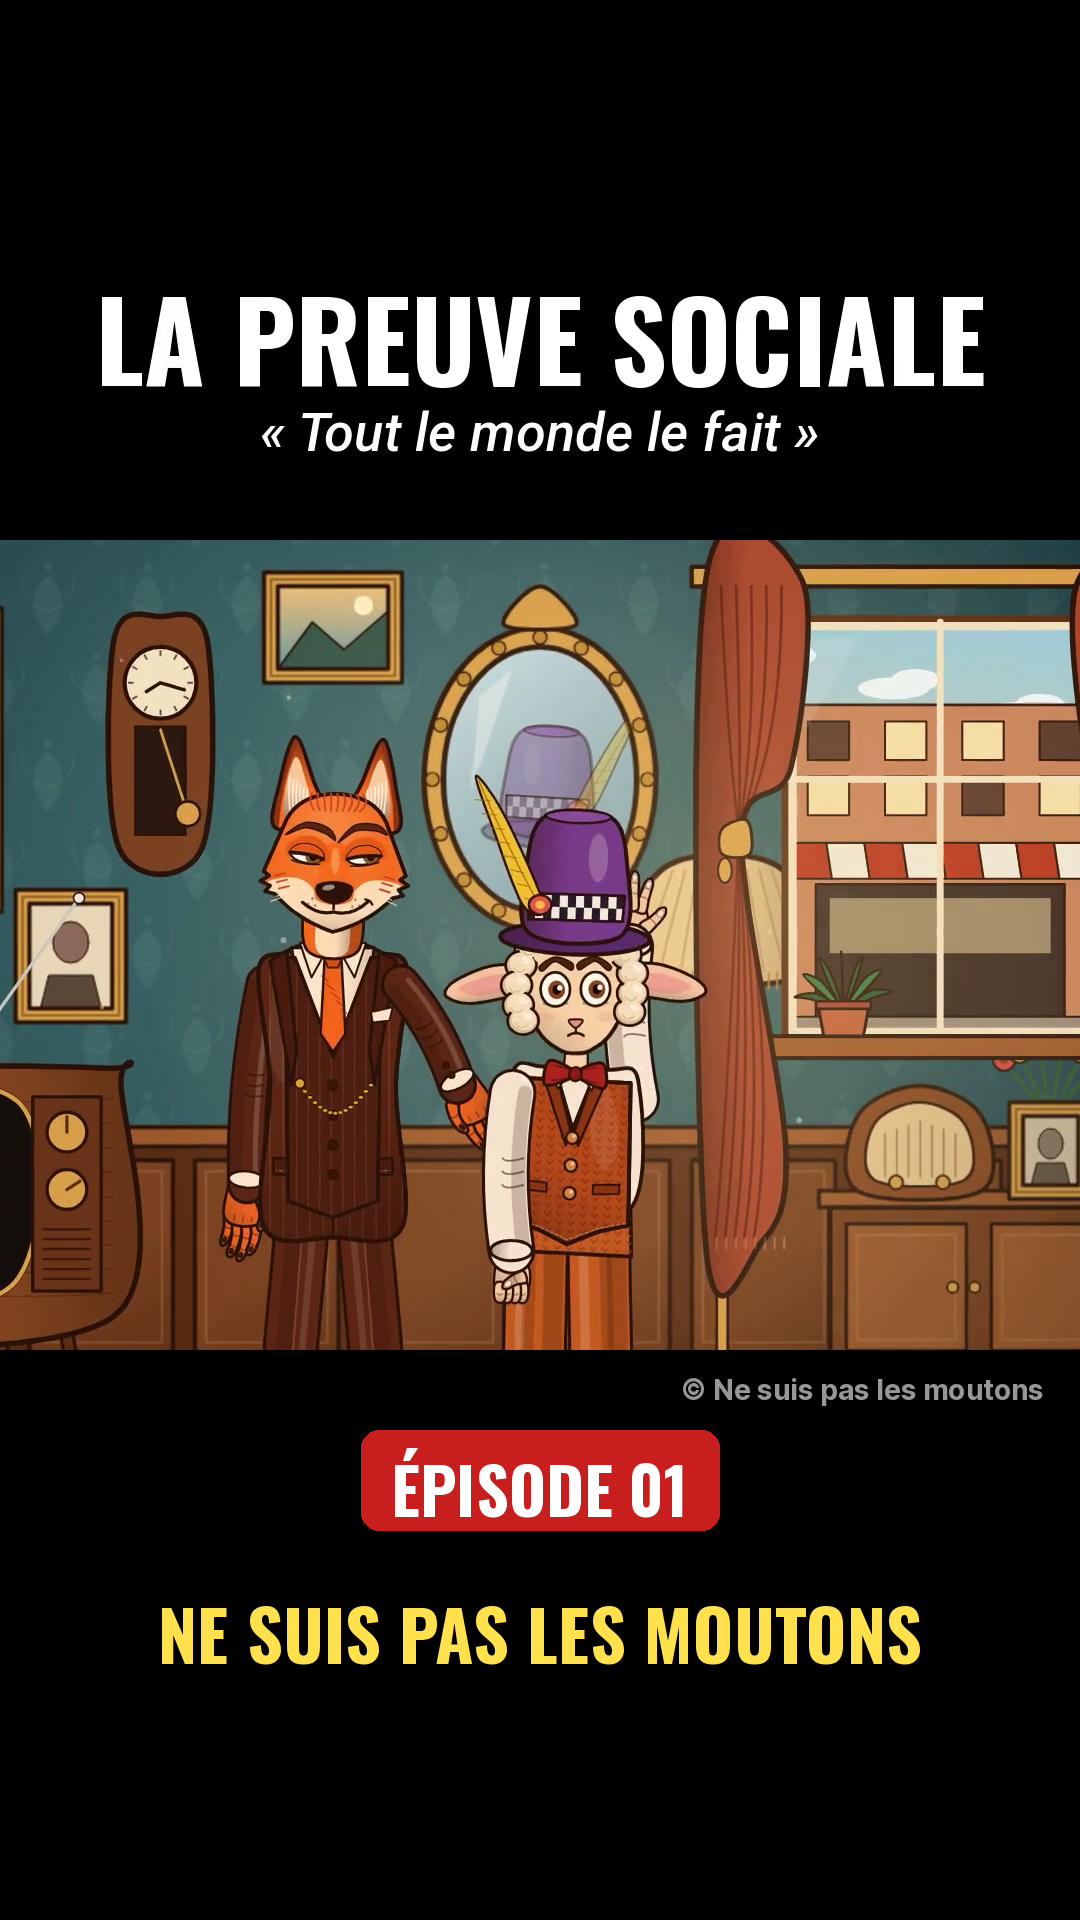 LA PREUVE SOCIALE
« Tout le monde le fait »
© Ne suis pas les moutons
ÉPISODE 01
NE SUIS PAS LES MOUTONS